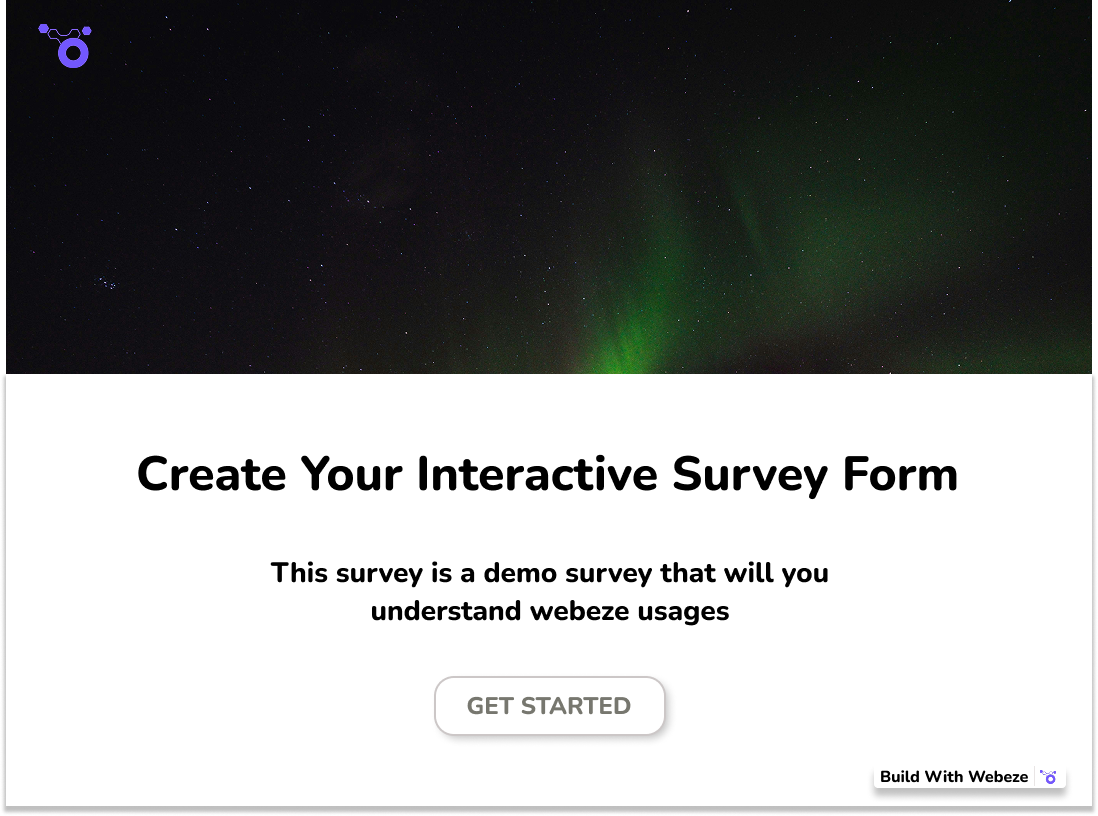 Create Your Interactive Survey Form
This survey is a demo survey that will you
understand webeze usages
GET STARTED
Build With Webeze